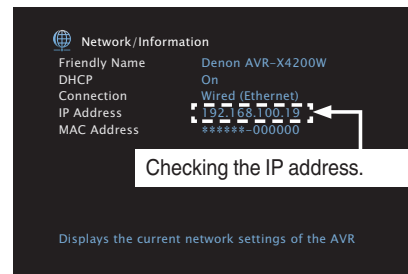 Network/Information
Friendly Name Denon AVR-X4200W
DHCP On
Connection Wired (Ethernet)
IP Address 192.168.100.19
MAC Address ******-000000
Checking the IP address.
Displays the current network settings of the AVR